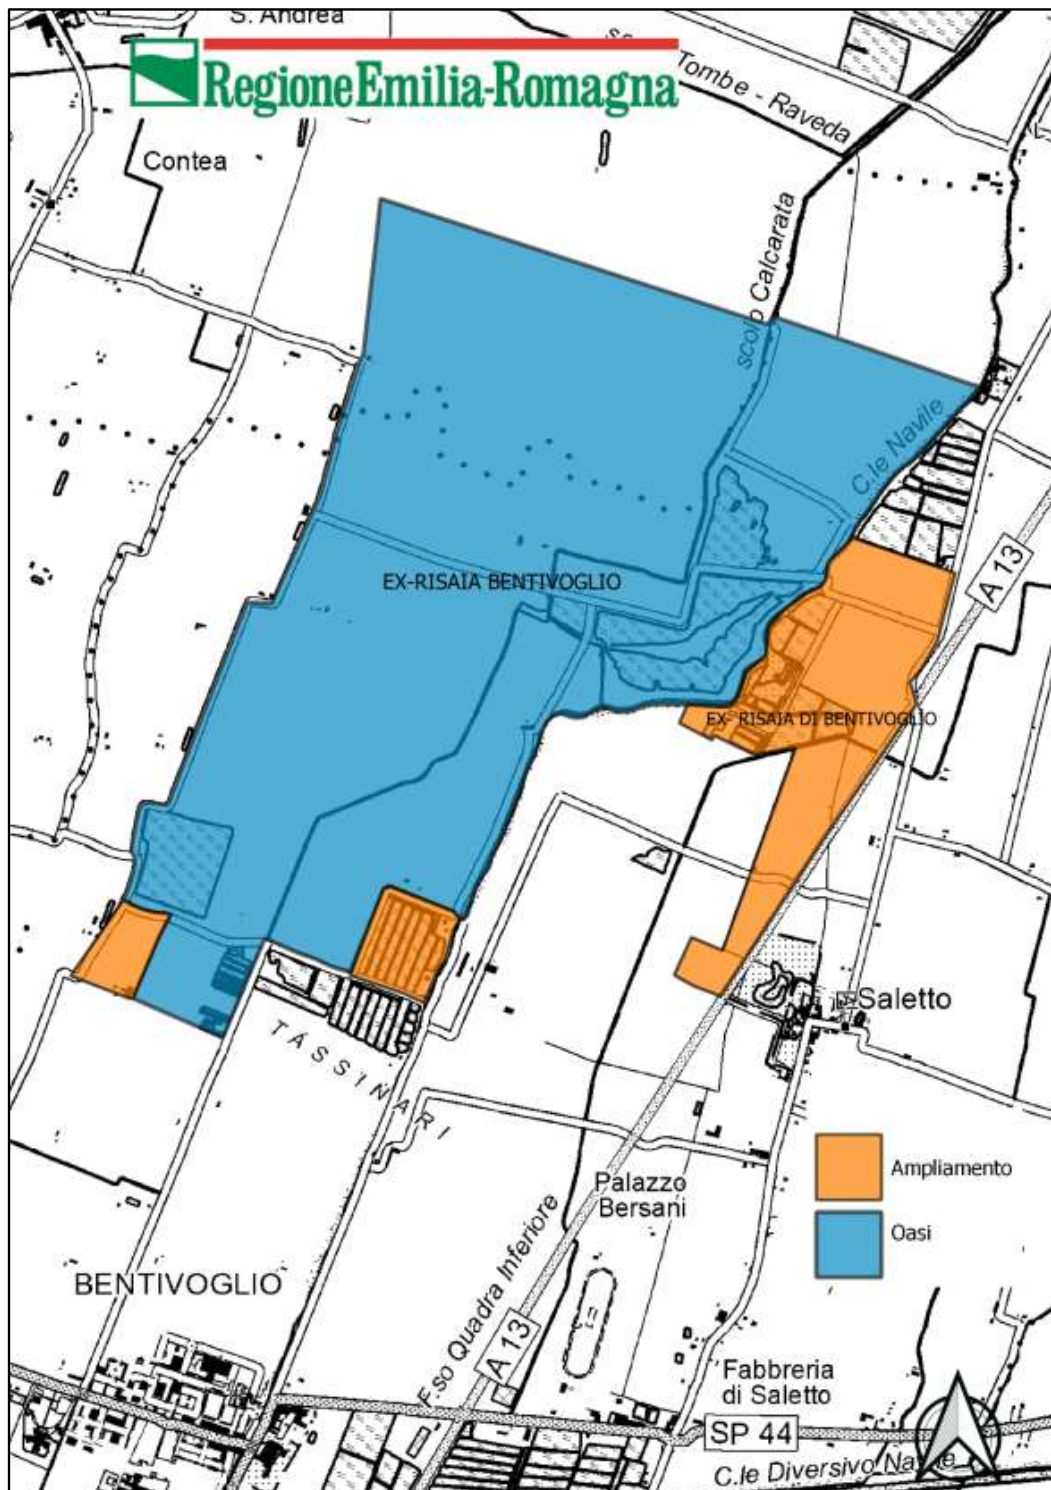 S. Andrea
RegioneEmilia-Romagna
Tombe - Raveda
Contea
scolo Calcarata
C.le Navile
A 13
EX-RISAIA BENTIVOGLIO
EX- RISAIA DI BENTIVOGLIO
Saletto
TASSINARI
Ampliamento
Palazzo
Bersani
Oasi
BENTIVOGLIO
F.so Quadra Inferiore
A 13
Fabbreria
di Saletto
SP 44
C.le Diversivo Navile